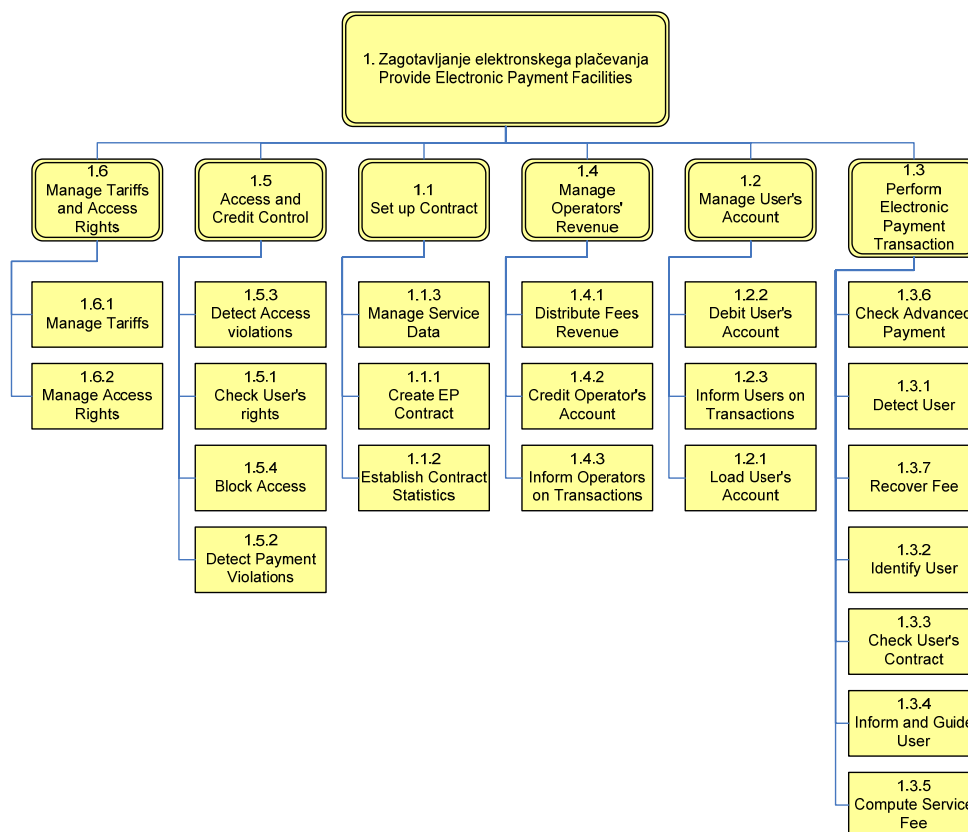 1. Zagotavljanje elektronskega plačevanja
Provide Electronic Payment Facilities
1.6
Manage Tariffs
and Access
Rights
1.5
Access and
Credit Control
1.1
Set up Contract
1.4
Manage
Operators'
Revenue
1.2
Manage User's
Account
1.3
Perform
Electronic
Payment
Transaction
1.6.1
Manage Tariffs
1.6.2
Manage Access
Rights
1.5.3
Detect Access
violations
1.5.1
Check User's
rights
1.5.4
Block Access
1.5.2
Detect Payment
Violations
1.1.3
Manage Service
Data
1.1.1
Create EP
Contract
1.1.2
Establish Contract
Statistics
1.4.1
Distribute Fees
Revenue
1.4.2
Credit Operator's
Account
1.4.3
Inform Operators
on Transactions
1.2.2
Debit User's
Account
1.2.3
Inform Users on
Transactions
1.2.1
Load User's
Account
1.3.6
Check Advanced
Payment
1.3.1
Detect User
1.3.7
Recover Fee
1.3.2
Identify User
1.3.3
Check User's
Contract
1.3.4
Inform and Guide
User
1.3.5
Compute Service
Fee